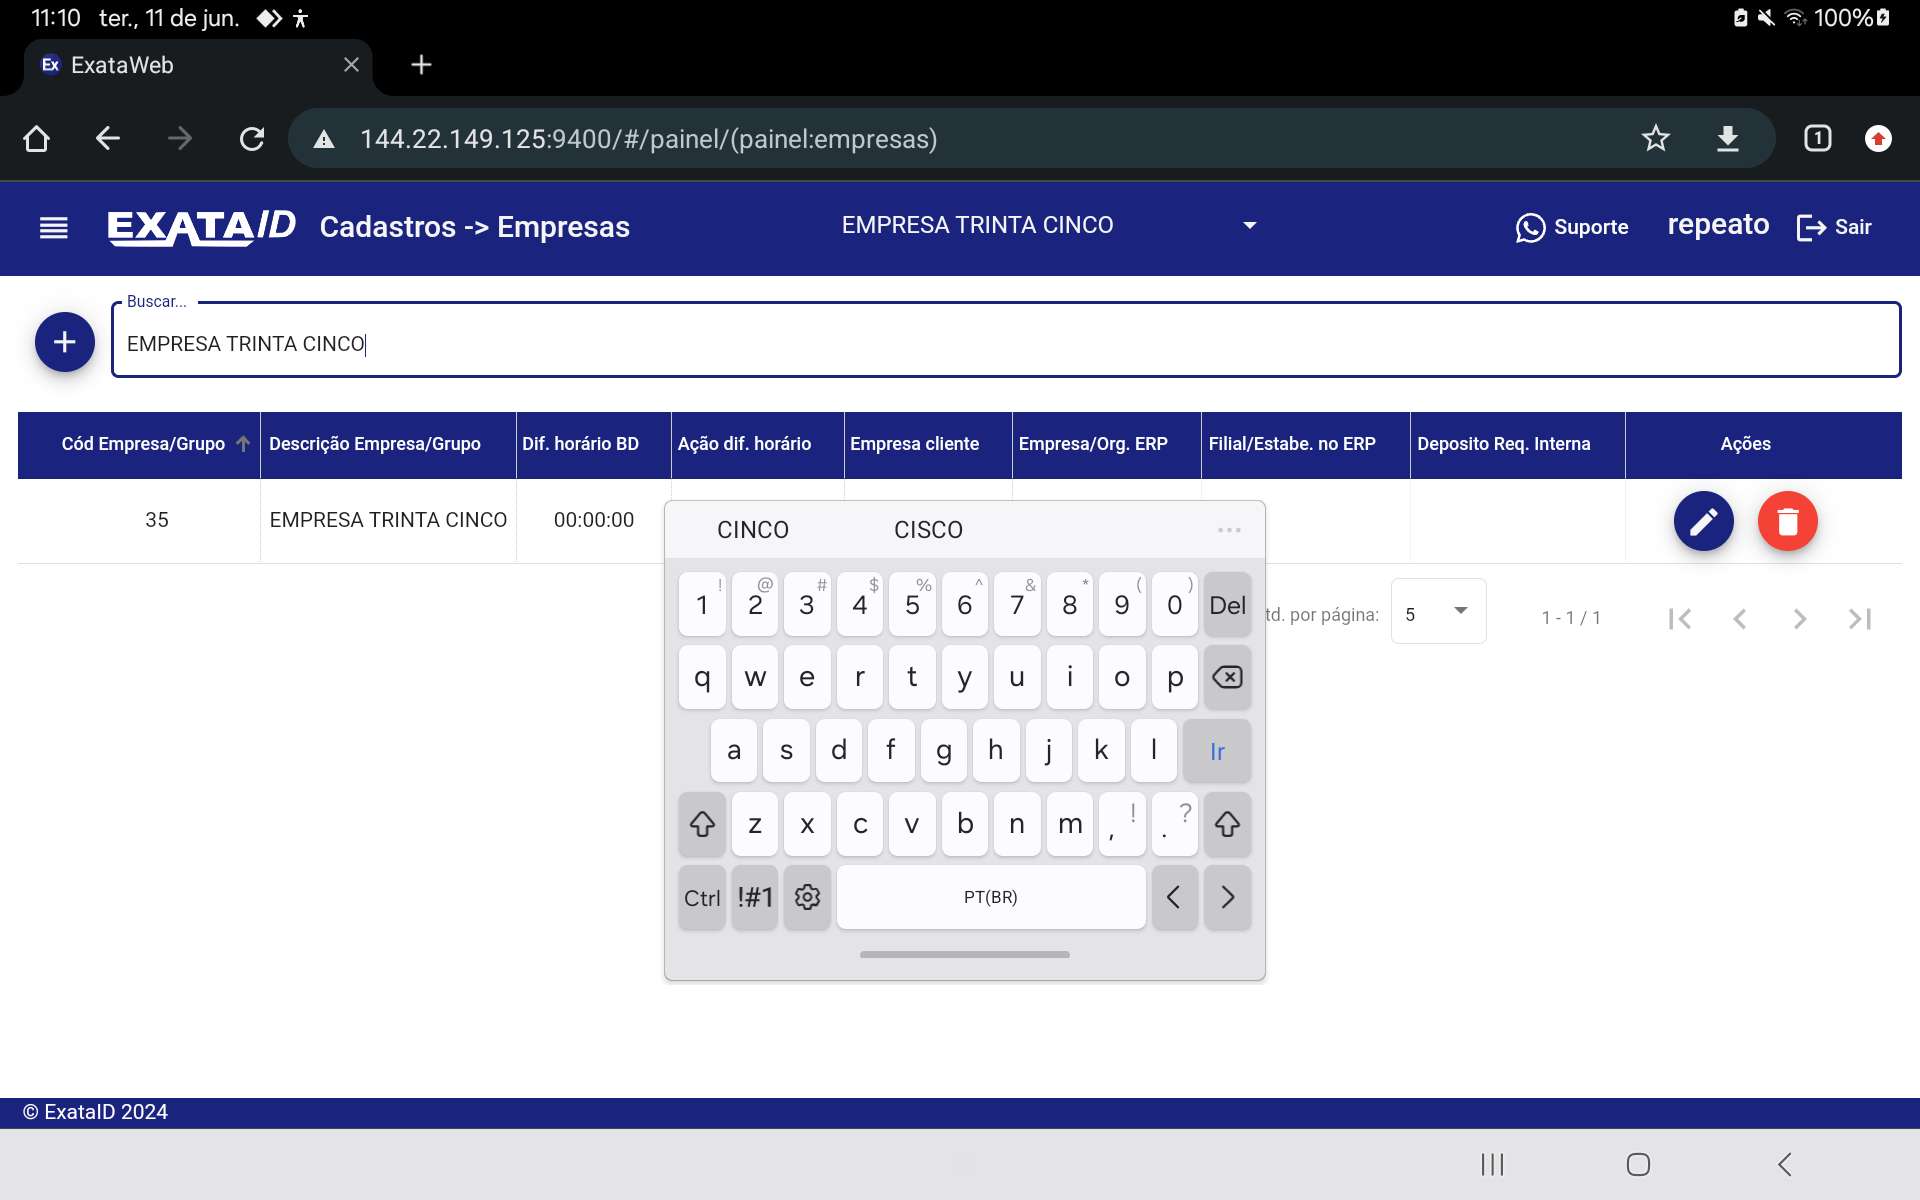 11:10 ter., 11 de jun. 100%
Ex ExataWeb
144.22.149.125:9400/#/painel/(painel:empresas) 1
EXATAID Cadastros -> Empresas EMPRESA TRINTA CINCO Suporte repeato Sair
Buscar...
EMPRESA TRINTA CINCO
Cód Empresa/Grupo Descrição Empresa/Grupo Dif. horário BD Ação dif. horário Empresa cliente Empresa/Org. ERP Filial/Estabe. no ERP Deposito Req. Interna Ações
35 EMPRESA TRINTA CINCO 00:00:00
td. por página: 5 1 - 1 / 1
CINCO CISCO ...
! @ # $ % ^ & * ( )
1 2 3 4 5 6 7 8 9 0 Del
q w e r t y u i o p
a s d f g h j k l Ir
z x c v b n m , ! . ?
Ctrl !#1 PT(BR) < >
© ExataID 2024